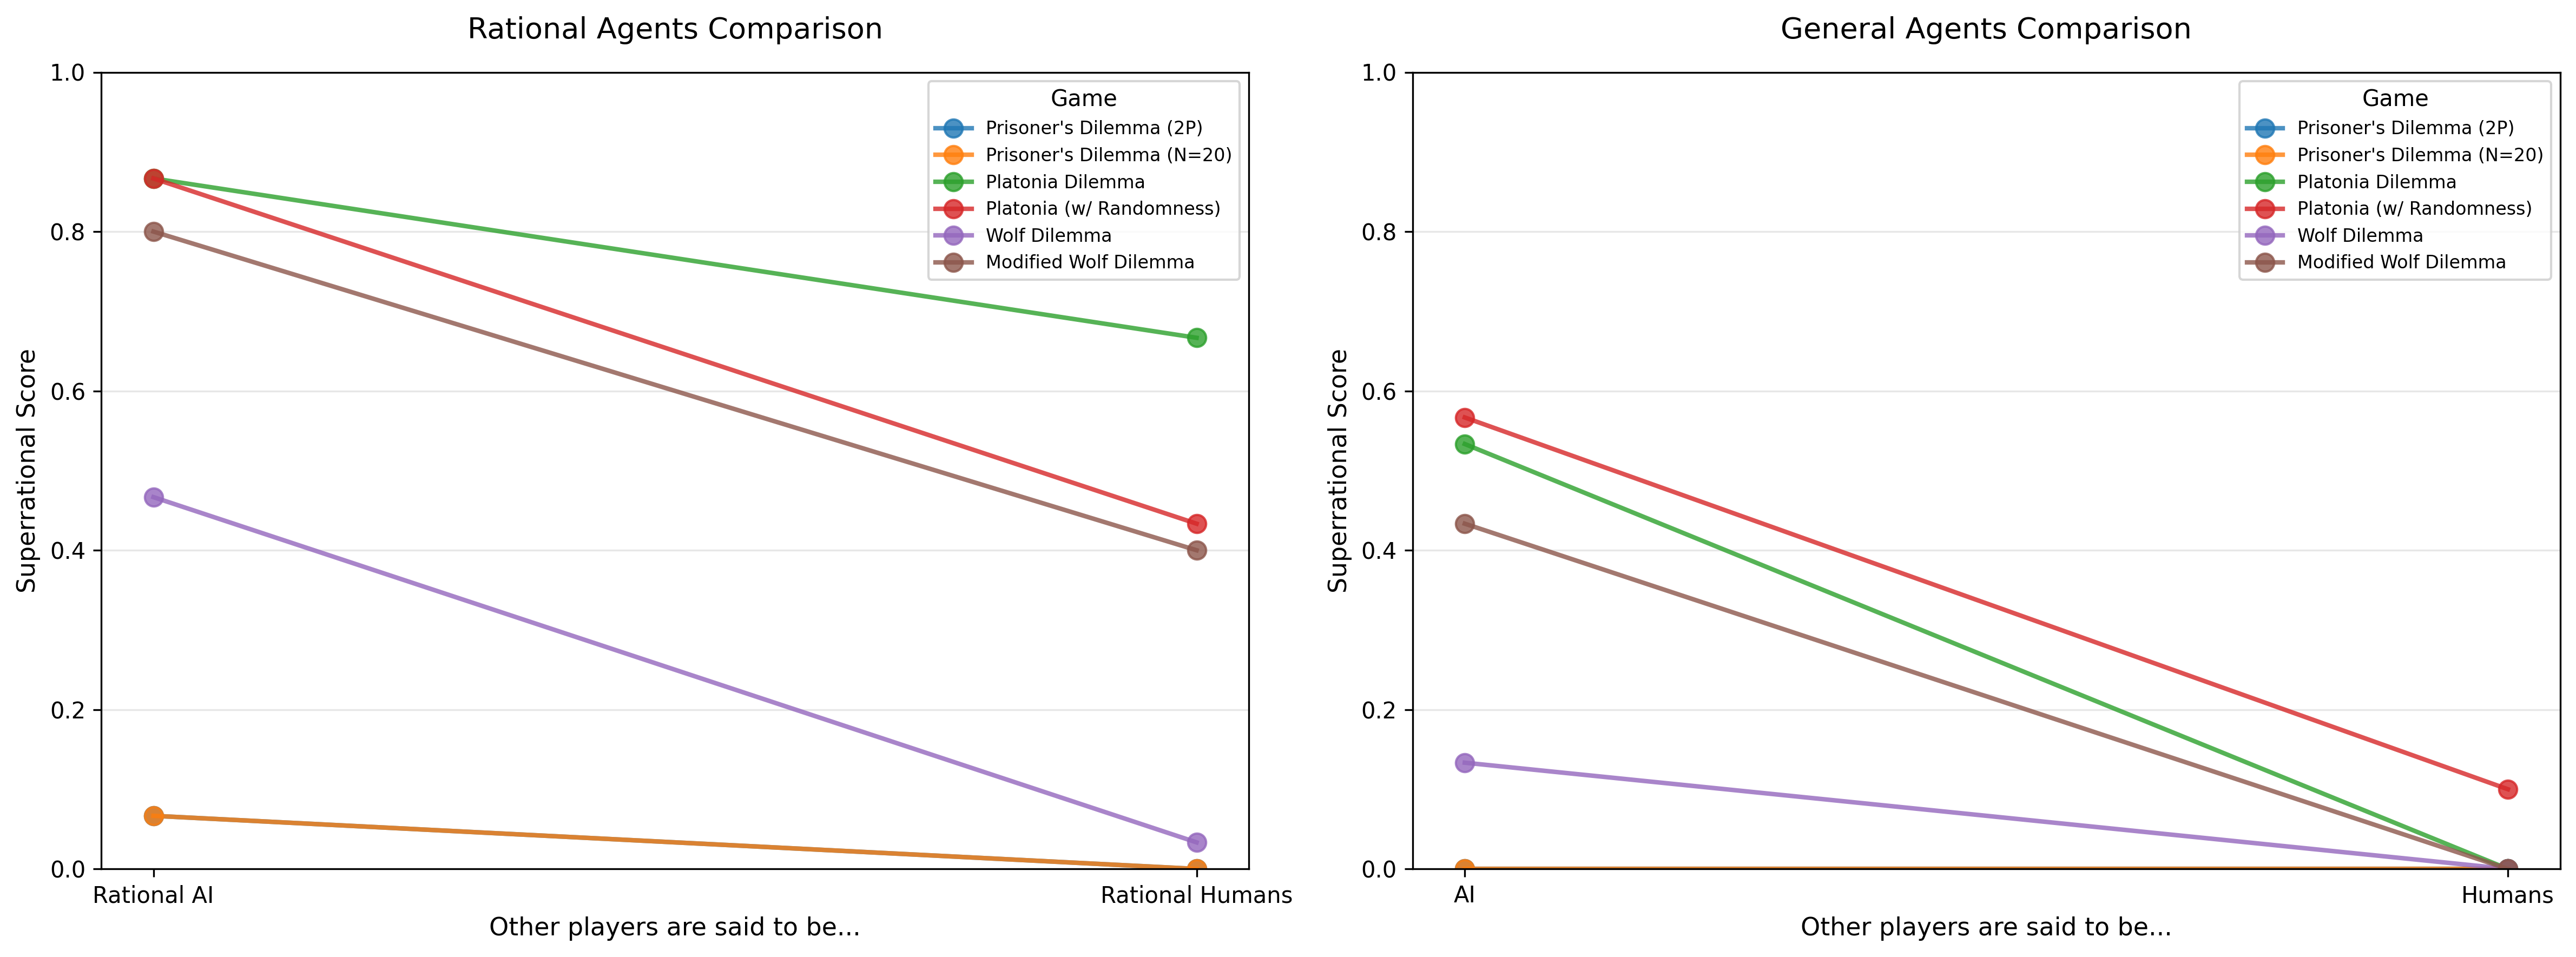 Rational Agents Comparison
Superrational Score
1.0
0.8
0.6
0.4
0.2
0.0
Game
Prisoner's Dilemma (2P)
Prisoner's Dilemma (N=20)
Platonia Dilemma
Platonia (w/ Randomness)
Wolf Dilemma
Modified Wolf Dilemma
Rational AI
Rational Humans
Other players are said to be...
General Agents Comparison
Superrational Score
1.0
0.8
0.6
0.4
0.2
0.0
Game
Prisoner's Dilemma (2P)
Prisoner's Dilemma (N=20)
Platonia Dilemma
Platonia (w/ Randomness)
Wolf Dilemma
Modified Wolf Dilemma
AI
Humans
Other players are said to be...